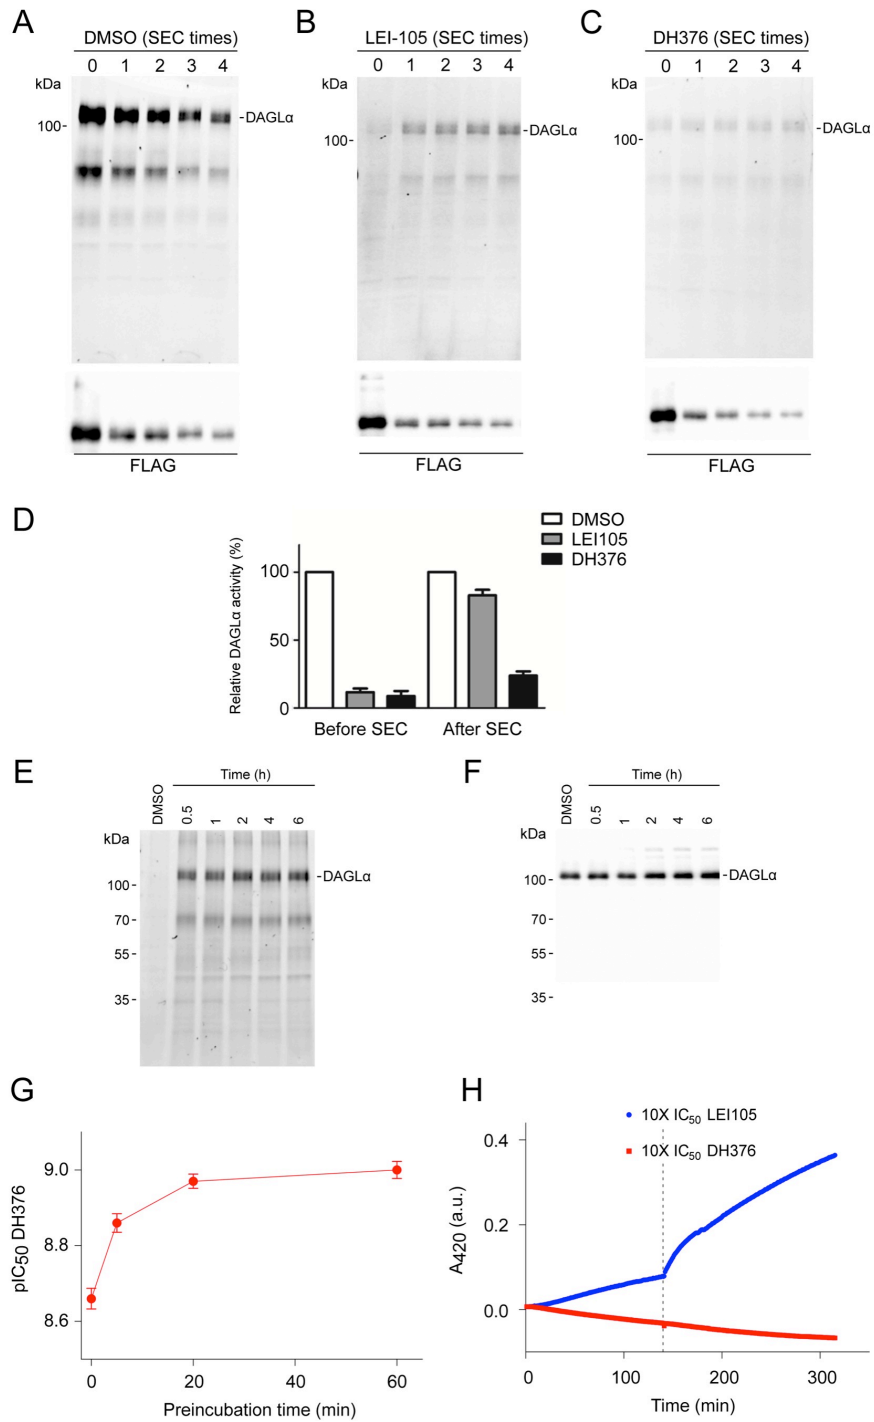 A
DMSO (SEC times)
0 1 2 3 4
kDa
100-
-DAGLα
FLAG
B
LEI-105 (SEC times)
0 1 2 3 4
kDa
100-
-DAGLα
FLAG
C
DH376 (SEC times)
0 1 2 3 4
kDa
100-
-DAGLα
FLAG
D
DMSO
LEI105
DH376
Relative DAGLα activity (%)
100
50
0
Before SEC After SEC
E
Time (h)
DMSO 0.5 1 2 4 6
kDa
100-
-DAGLα
70-
55-
35-
F
Time (h)
DMSO 0.5 1 2 4 6
kDa
100-
-DAGLα
70-
55-
35-
G
pIC50 DH376
9.0
8.8
8.6
0 20 40 60
Preincubation time (min)
H
10X IC50 LEI105
10X IC50 DH376
A420 (a.u.)
0.4
0.2
0.0
0 100 200 300
Time (min)